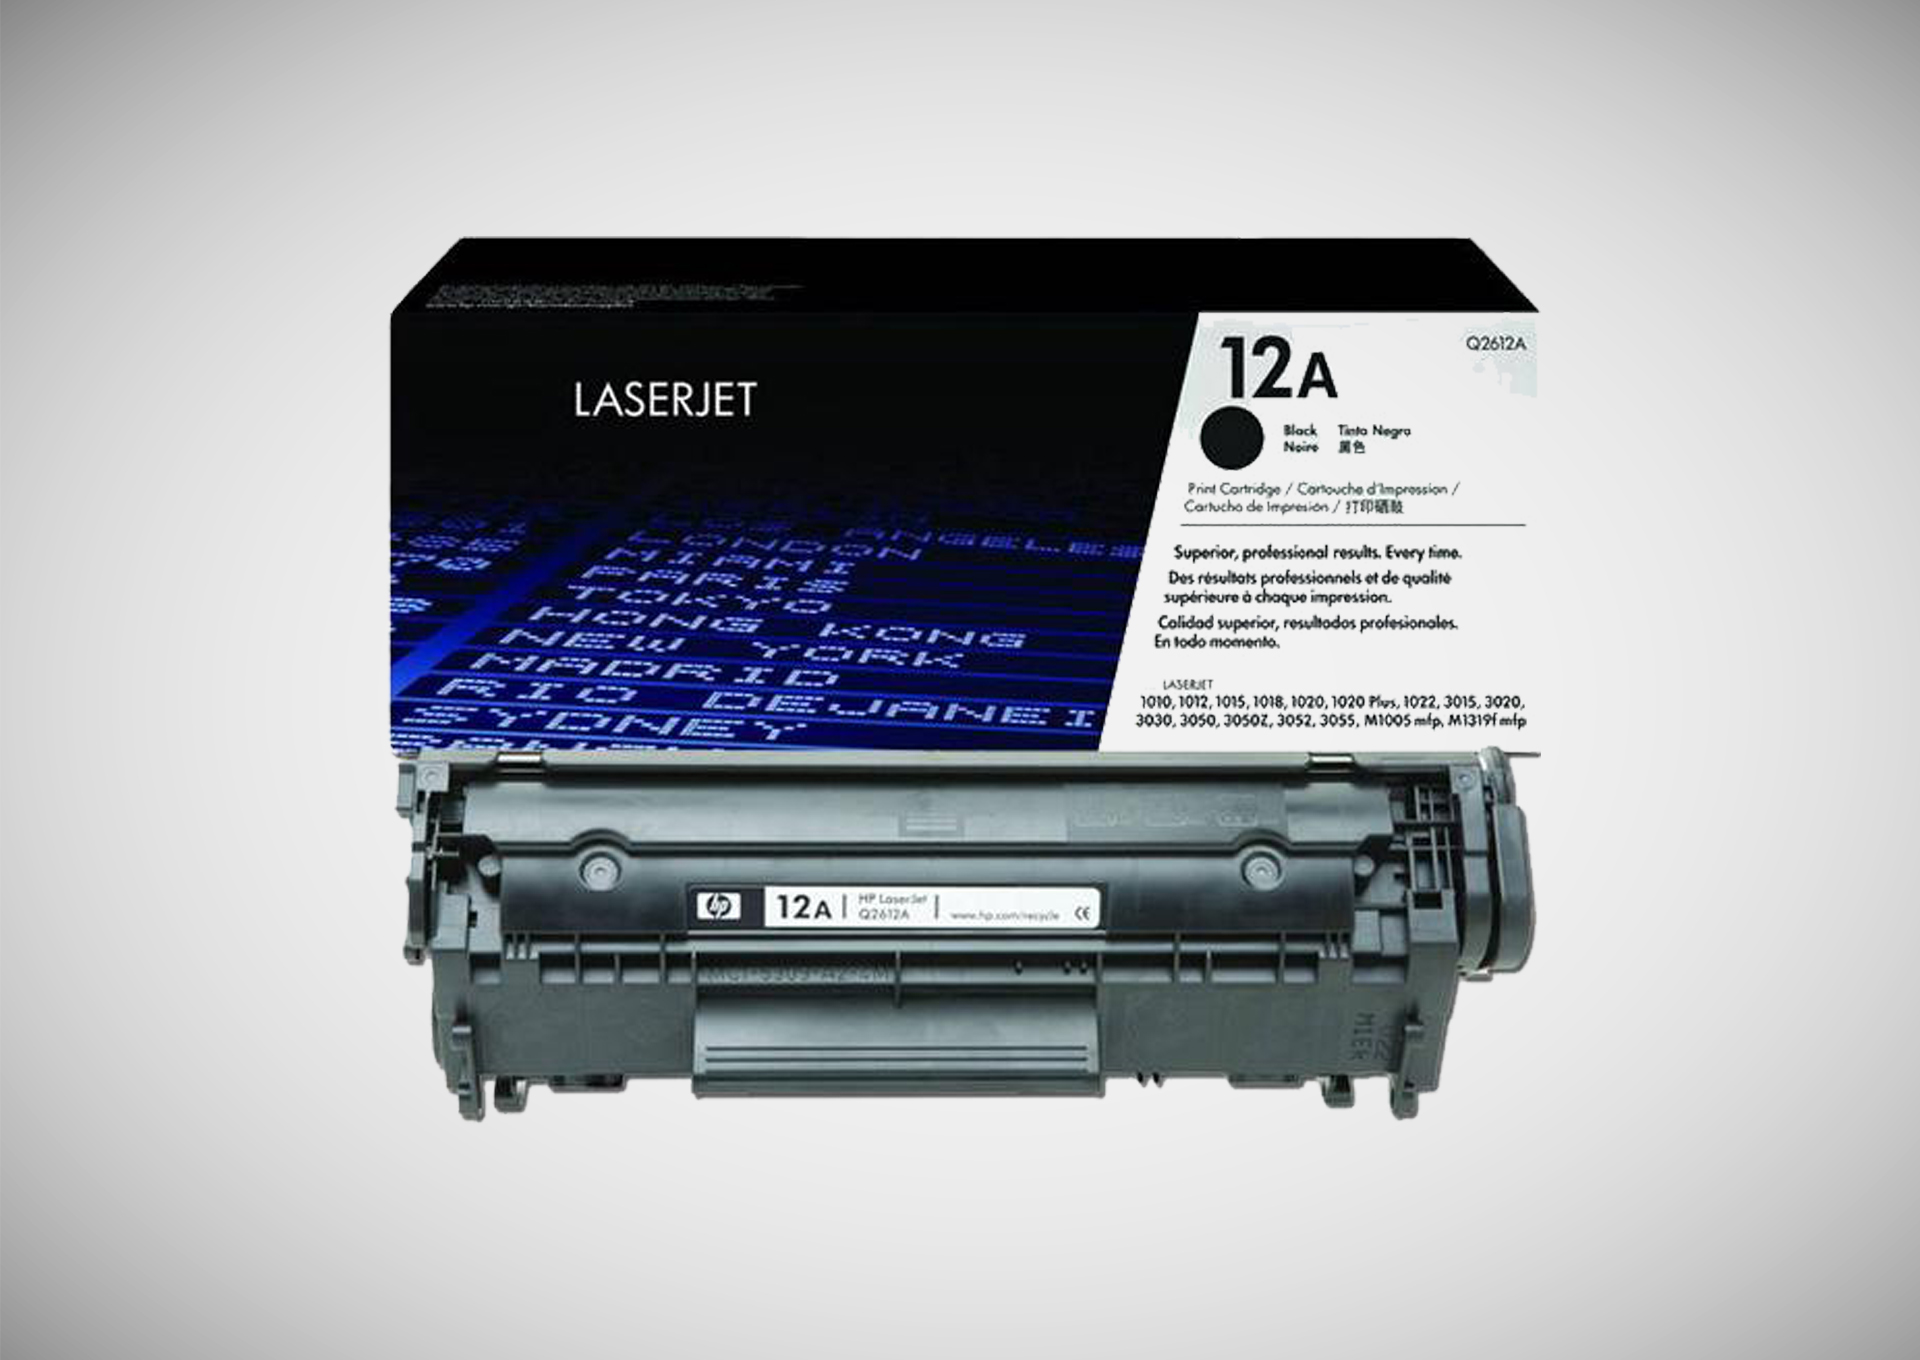 LASERJET
12A
Q2612A
Black Tinta Negra
Noire 黑色
Print Cartridge / Cartouche d'Impression /
Cartucho de Impresión / 打印硒鼓
Superior, professional results. Every time.
Des résultats professionnels et de qualité
supérieure à chaque impression.
Calidad superior, resultados profesionales.
En todo momento.
LASERJET
1010, 1012, 1015, 1018, 1020, 1020 Plus, 1022, 3015, 3020,
3030, 3050, 3050Z, 3052, 3055, M1005 mfp, M1319f mfp
LOS ANGELES
LONDON
MIAMI
PARIS
TOKYO
HONG KONG
NEW YORK
MADRID
RIO DEJANEI
SYDNEY
hp 12A HP LaserJet
Q2612A www.hp.com/recycle CE